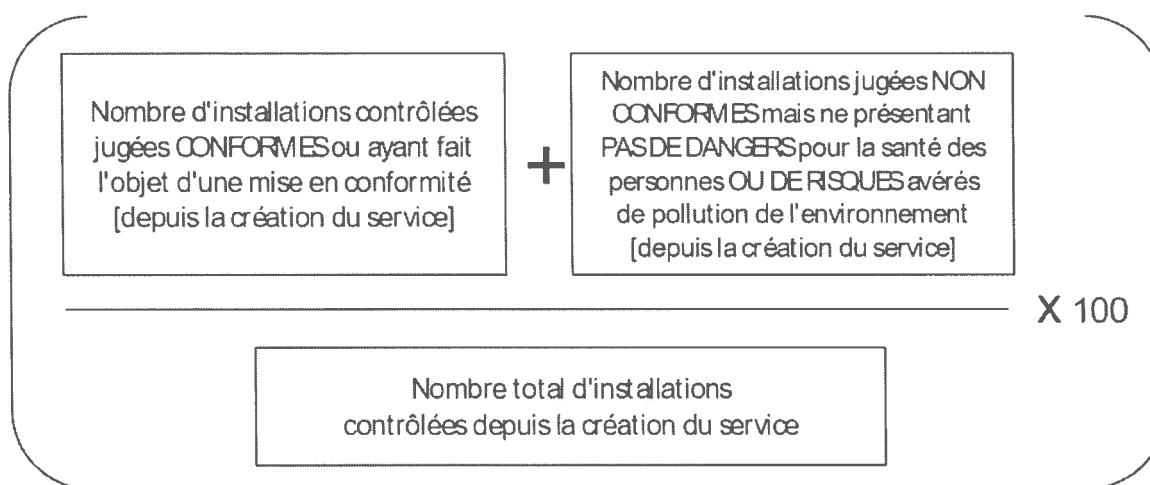 Nombre d'installations contrôlées
jugées CONFORMES ou ayant fait
l'objet d'une mise en conformité
[depuis la création du service]
+
Nombre d'installations jugées NON
CONFORMES mais ne présentant
PAS DE DANGERS pour la santé des
personnes OU DE RISQUES avérés
de pollution de l'environnement
[depuis la création du service]
X 100
Nombre total d'installations
contrôlées depuis la création du service